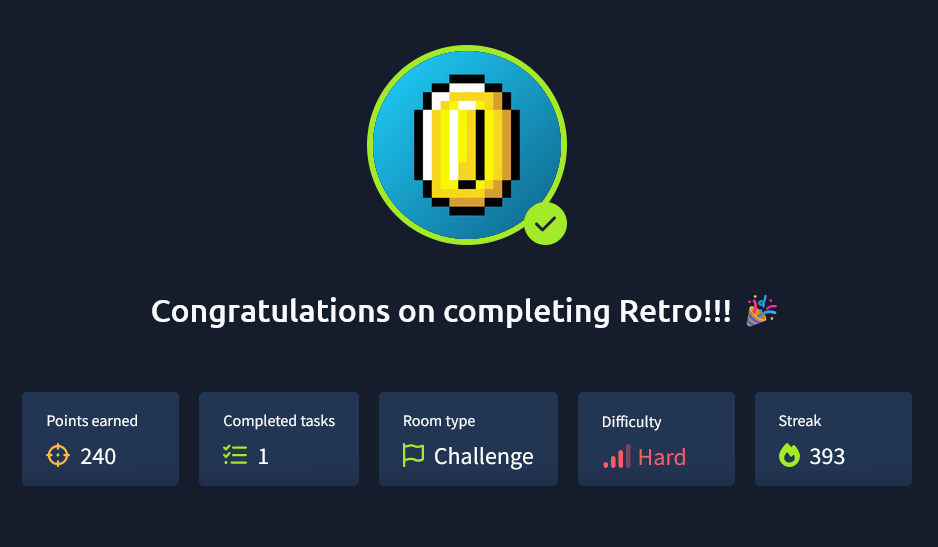 Congratulations on completing Retro!!! 🎉
Points earned
240
Completed tasks
1
Room type
Challenge
Difficulty
Hard
Streak
393